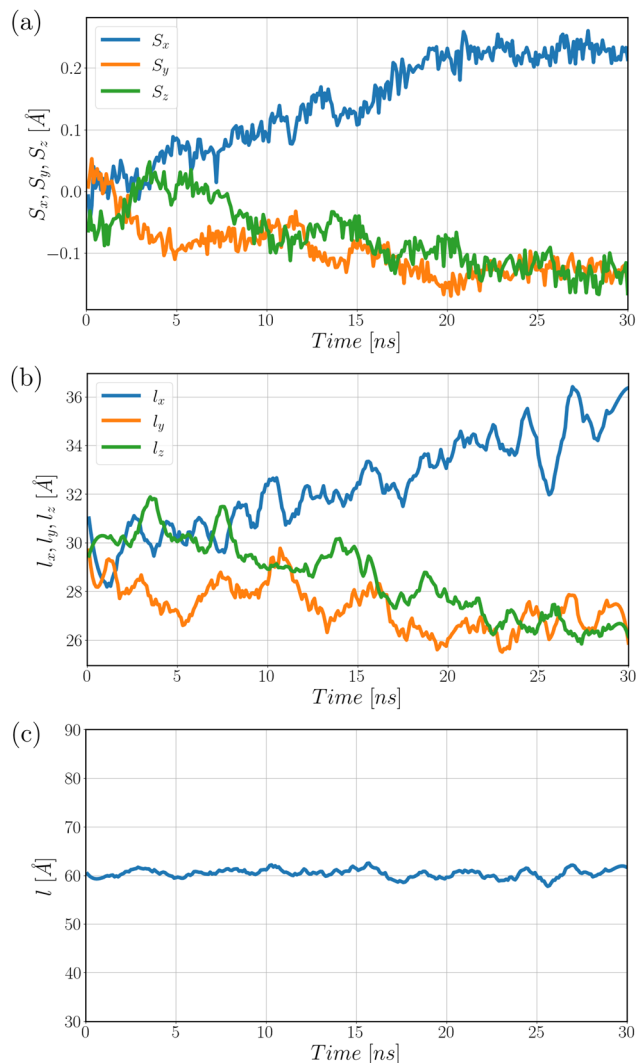 (a)
S_x
S_y
S_z
S_x, S_y, S_z [Å]
0.2
0.1
0.0
−0.1
0 5 10 15 20 25 30
Time [ns]
(b)
l_x
l_y
l_z
l_x, l_y, l_z [Å]
36
34
32
30
28
26
0 5 10 15 20 25 30
Time [ns]
(c)
l [Å]
90
80
70
60
50
40
30
0 5 10 15 20 25 30
Time [ns]